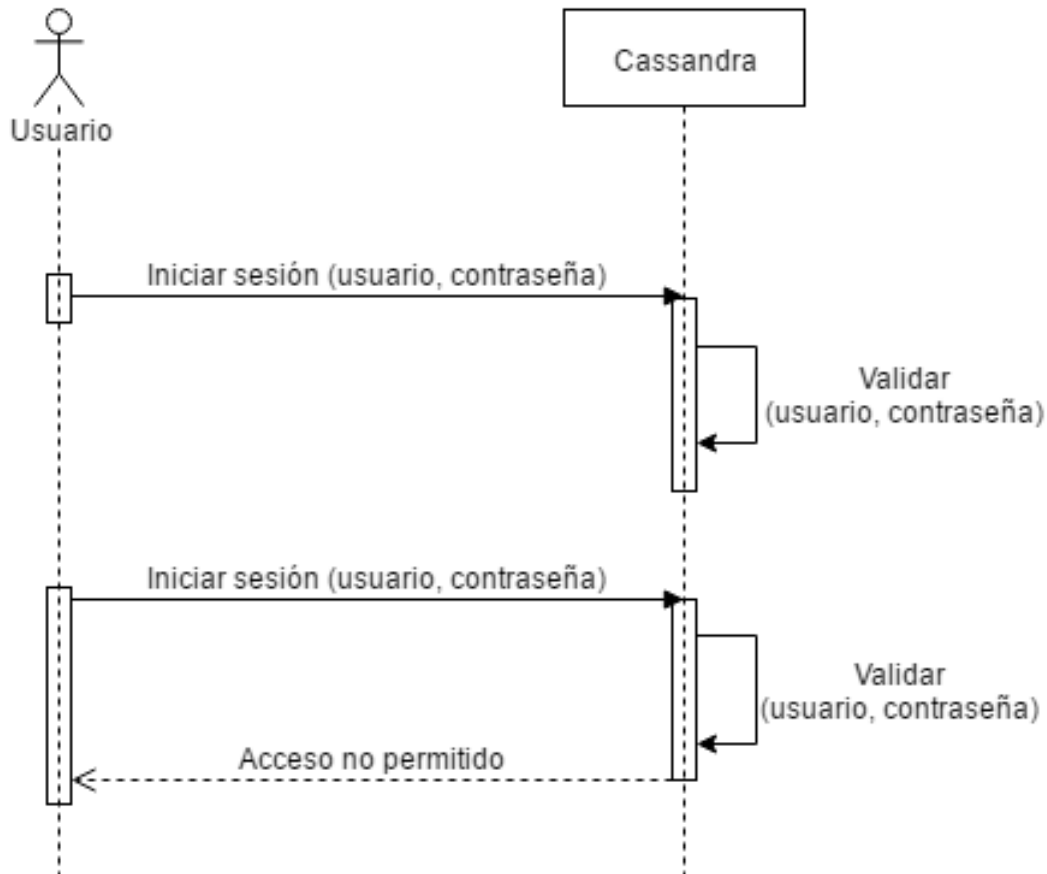 Cassandra
Usuario
Iniciar sesión (usuario, contraseña)
Validar
(usuario, contraseña)
Iniciar sesión (usuario, contraseña)
Validar
(usuario, contraseña)
Acceso no permitido